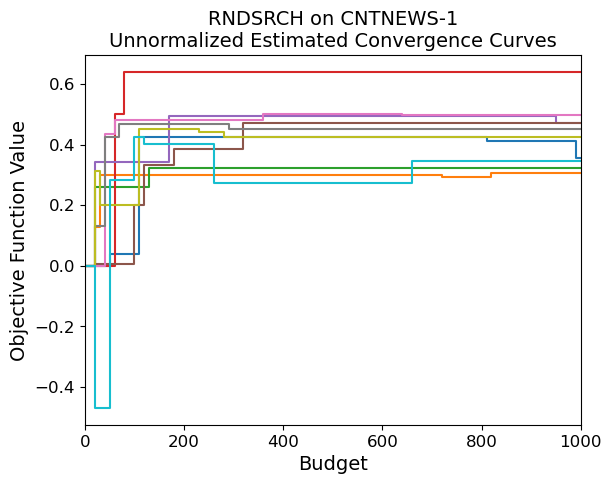 RNDSRCH on CNTNEWS-1
Unnormalized Estimated Convergence Curves
Objective Function Value
0.6
0.4
0.2
0.0
−0.2
−0.4
0 200 400 600 800 1000
Budget